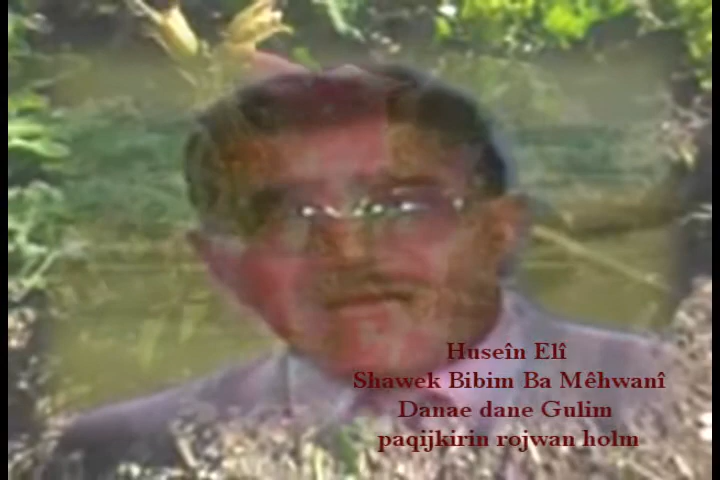 Huseîn Elî
Shawek Bibim Ba Mêhwanî
Danae dane Gulim
paqijkirin rojwan holm